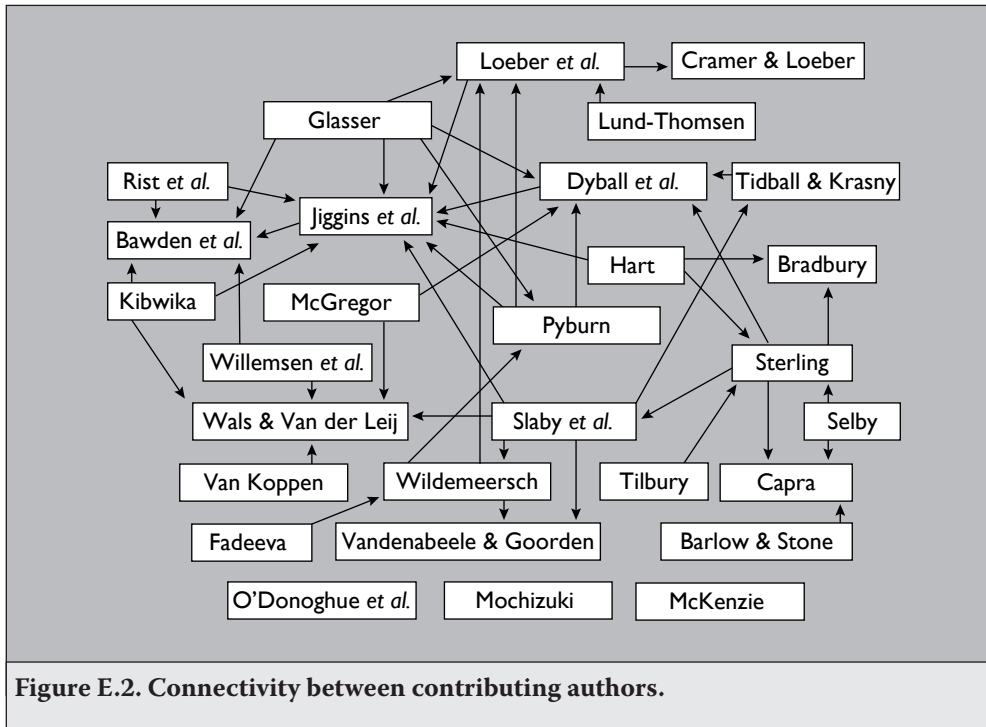 Loeber et al.
Cramer & Loeber
Glasser
Lund-Thomsen
Rist et al.
Dyball et al.
Tidball & Krasny
Jiggins et al.
Bawden et al.
Hart
Bradbury
Kibwika
McGregor
Pyburn
Willemsen et al.
Sterling
Wals & Van der Leij
Slaby et al.
Selby
Van Koppen
Wildemeersch
Tilbury
Capra
Fadeeva
Vandenabeele & Goorden
Barlow & Stone
O'Donoghue et al.
Mochizuki
McKenzie
Figure E.2. Connectivity between contributing authors.